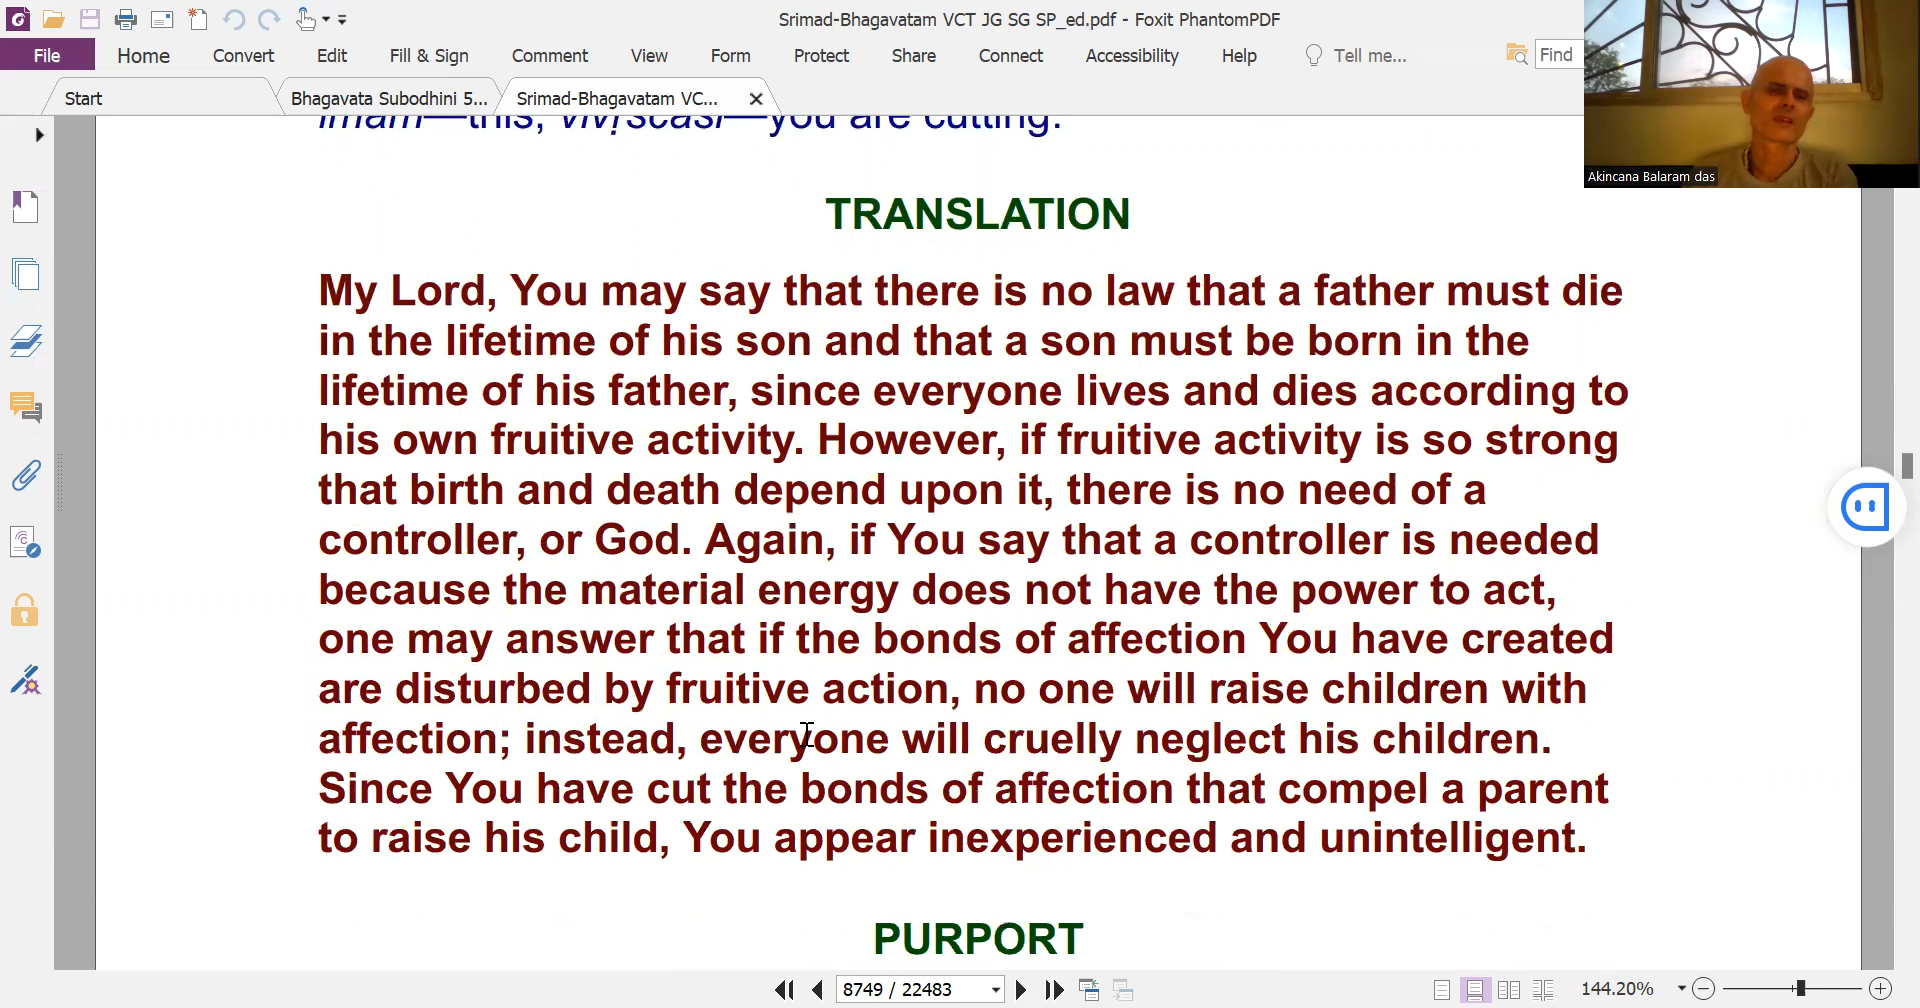 Srimad-Bhagavatam VCT JG SG SP_ed.pdf - Foxit PhantomPDF
File Home Convert Edit Fill & Sign Comment View Form Protect Share Connect Accessibility Help Tell me... Find
Start Bhagavata Subodhini 5... Srimad-Bhagavatam VC...
Akincana Balaram das
imam—this; vivṛścasi—you are cutting.
TRANSLATION
My Lord, You may say that there is no law that a father must die
in the lifetime of his son and that a son must be born in the
lifetime of his father, since everyone lives and dies according to
his own fruitive activity. However, if fruitive activity is so strong
that birth and death depend upon it, there is no need of a
controller, or God. Again, if You say that a controller is needed
because the material energy does not have the power to act,
one may answer that if the bonds of affection You have created
are disturbed by fruitive action, no one will raise children with
affection; instead, everyone will cruelly neglect his children.
Since You have cut the bonds of affection that compel a parent
to raise his child, You appear inexperienced and unintelligent.
PURPORT
8749 / 22483
144.20%